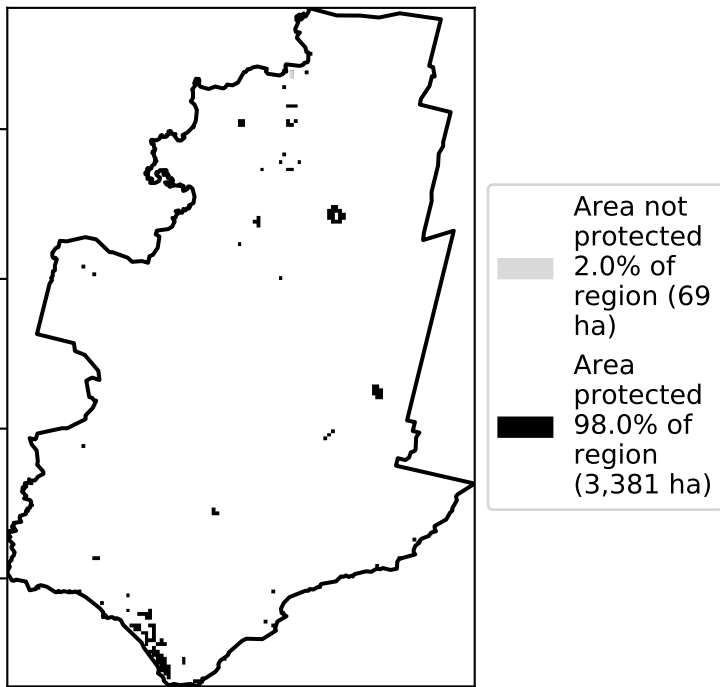 Area not
protected
2.0% of
region (69
ha)
Area
protected
98.0% of
region
(3,381 ha)